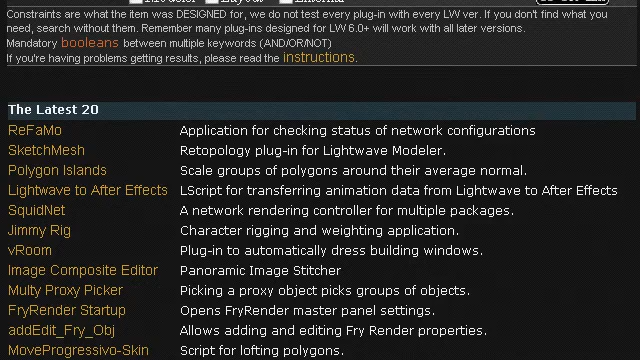 Constraints are what the item was DESIGNED for, we do not test every plug-in with every LW ver. If you don't find what you
need, search without them. Remember many plug-ins designed for LW 6.0+ will work with all later versions.
Mandatory booleans between multiple keywords (AND/OR/NOT)
If you're having problems getting results, please read the instructions.
The Latest 20
ReFaMo Application for checking status of network configurations
SketchMesh Retopology plug-in for Lightwave Modeler.
Polygon Islands Scale groups of polygons around their average normal.
Lightwave to After Effects LScript for transferring animation data from Lightwave to After Effects
SquidNet A network rendering controller for multiple packages.
Jimmy Rig Character rigging and weighting application.
vRoom Plug-in to automatically dress building windows.
Image Composite Editor Panoramic Image Stitcher
Multy Proxy Picker Picking a proxy object picks groups of objects.
FryRender Startup Opens FryRender master panel settings.
addEdit_Fry_Obj Allows adding and editing Fry Render properties.
MoveProgressivo-Skin Script for lofting polygons.